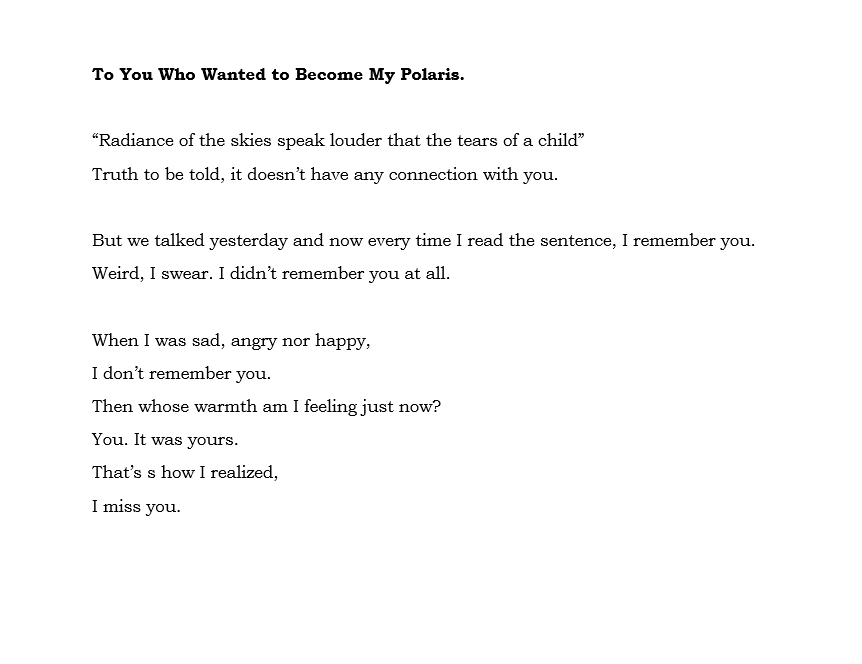 To You Who Wanted to Become My Polaris.
“Radiance of the skies speak louder that the tears of a child”
Truth to be told, it doesn’t have any connection with you.
But we talked yesterday and now every time I read the sentence, I remember you.
Weird, I swear. I didn’t remember you at all.
When I was sad, angry nor happy,
I don’t remember you.
Then whose warmth am I feeling just now?
You. It was yours.
That’s s how I realized,
I miss you.